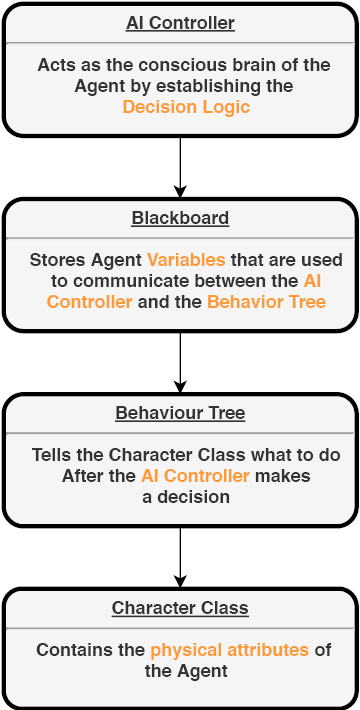 AI Controller
Acts as the conscious brain of the
Agent by establishing the
Decision Logic
Blackboard
Stores Agent Variables that are used
to communicate between the AI
Controller and the Behavior Tree
Behaviour Tree
Tells the Character Class what to do
After the AI Controller makes
a decision
Character Class
Contains the physical attributes of
the Agent